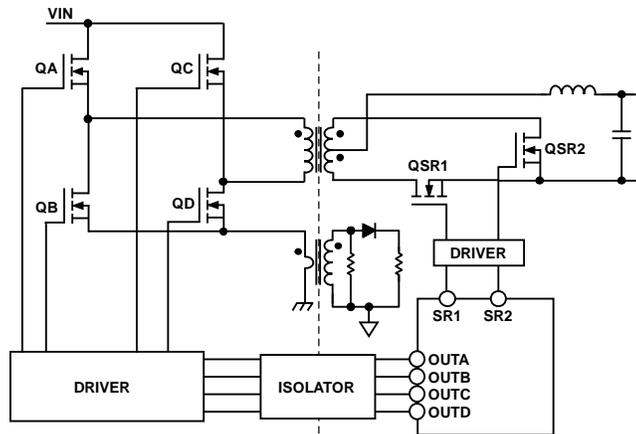 VIN
QA
QC
QSR1
QSR2
QB
QD
DRIVER
SR1
SR2
DRIVER
ISOLATOR
OUTA
OUTB
OUTC
OUTD